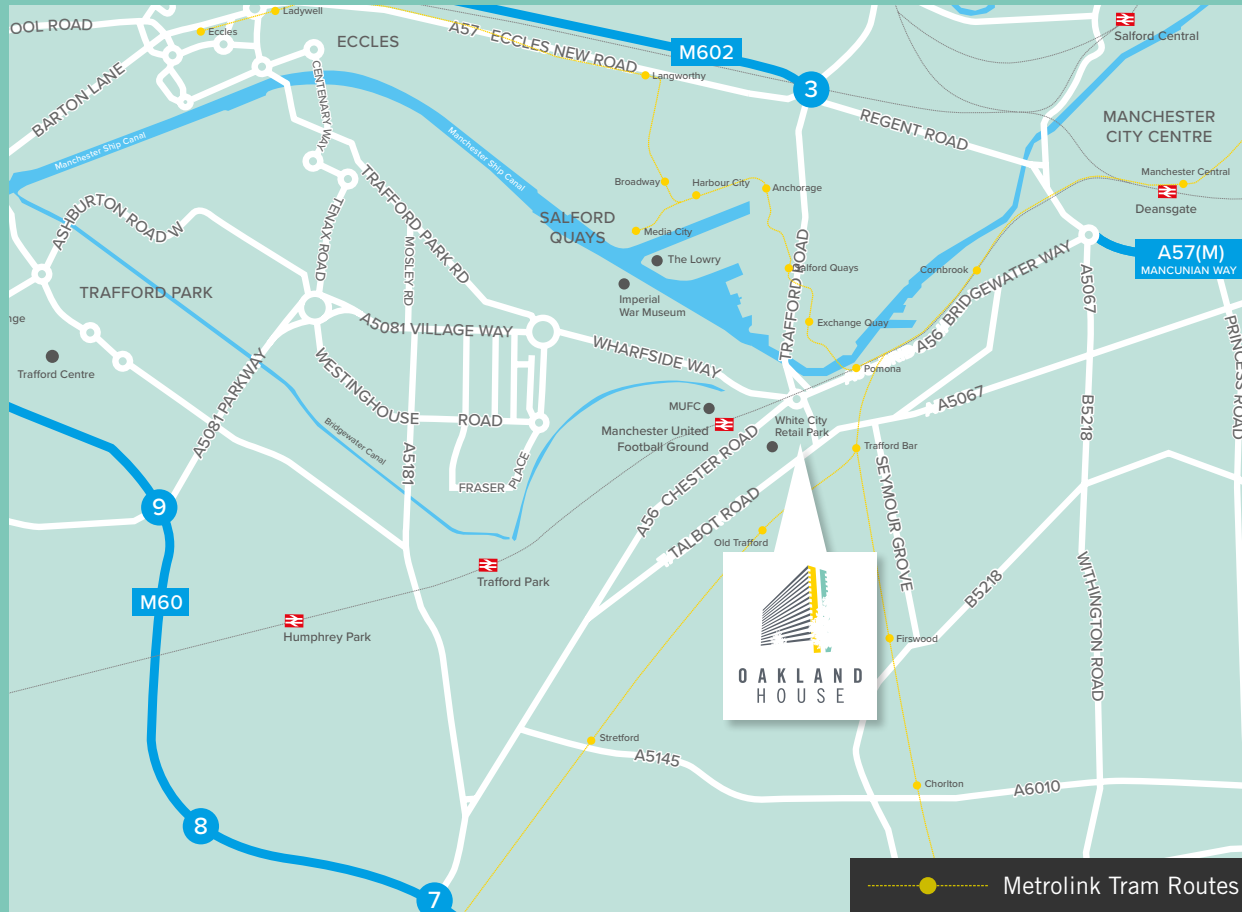 OOL ROAD
Eccles
Ladywell
ECCLES
A57 ECCLES NEW ROAD
M602
3
Salford Central
BARTON LANE
CENTENARY WAY
Langworthy
REGENT ROAD
MANCHESTER
CITY CENTRE
Manchester Ship Canal
Manchester Ship Canal
Manchester Central
Deansgate
TRAFFORD PARK RD
Broadway
Harbour City
Anchorage
ASHBURTON ROAD W
TENAX ROAD
MOSLEY RD
SALFORD
QUAYS
Media City
The Lowry
TRAFFORD ROAD
Salford Quays
Cornbrook
A56 BRIDGEWATER WAY
A5067
A57(M)
MANCUNIAN WAY
TRAFFORD PARK
Imperial
War Museum
Exchange Quay
nge
A5081 VILLAGE WAY
WHARFSIDE WAY
PRINCESS ROAD
Trafford Centre
A5081 PARKWAY
WESTINGHOUSE ROAD
Pomona
A5067
B5218
MUFC
Manchester United
Football Ground
White City
Retail Park
Bridgewater Canal
A5181
FRASER PLACE
A56 CHESTER ROAD
TALBOT ROAD
Trafford Bar
SEYMOUR GROVE
9
Old Trafford
Trafford Park
M60
Humphrey Park
B5218
WITHINGTON ROAD
Firswood
OAKLAND
HOUSE
Stretford
A5145
Chorlton
A6010
8
7
Metrolink Tram Routes